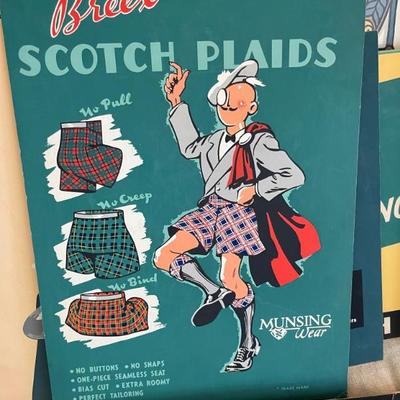 SCOTCH PLAIDS
No Pull
No Creep
No Bind
MUNSING
Wear
• NO BUTTONS • NO SNAPS
• ONE-PIECE SEAMLESS SEAT
• BIAS CUT • EXTRA ROOMY
• PERFECT TAILORING